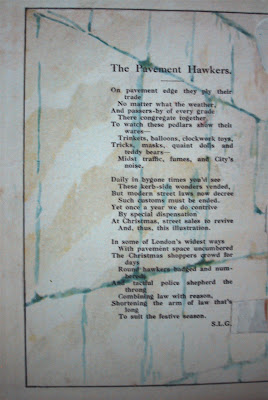 The Pavement Hawkers.
On pavement edge they ply their
trade
No matter what the weather,
And passers-by of every grade
There congregate together,
To watch these pedlars show their
wares—
Trinkets, balloons, clockwork toys,
Tricks, masks, quaint dolls and
teddy bears—
Midst traffic, fumes, and City's
noise.
Daily in bygone times you'd see
These kerb-side wonders vended,
But modern street laws now decree
Such customs must be ended.
Yet once a year we do contrive
By special dispensation
At Christmas, street sales to revive
And, thus, this illustration.
In some of London's widest ways
With pavement space uncumbered
The Christmas shoppers crowd for
days
Round hawkers badged and num-
bered;
And tactful police shepherd the
throng
Combining law with reason,
Shortening the arm of law that's
long
To suit the festive season.
S.L.G.